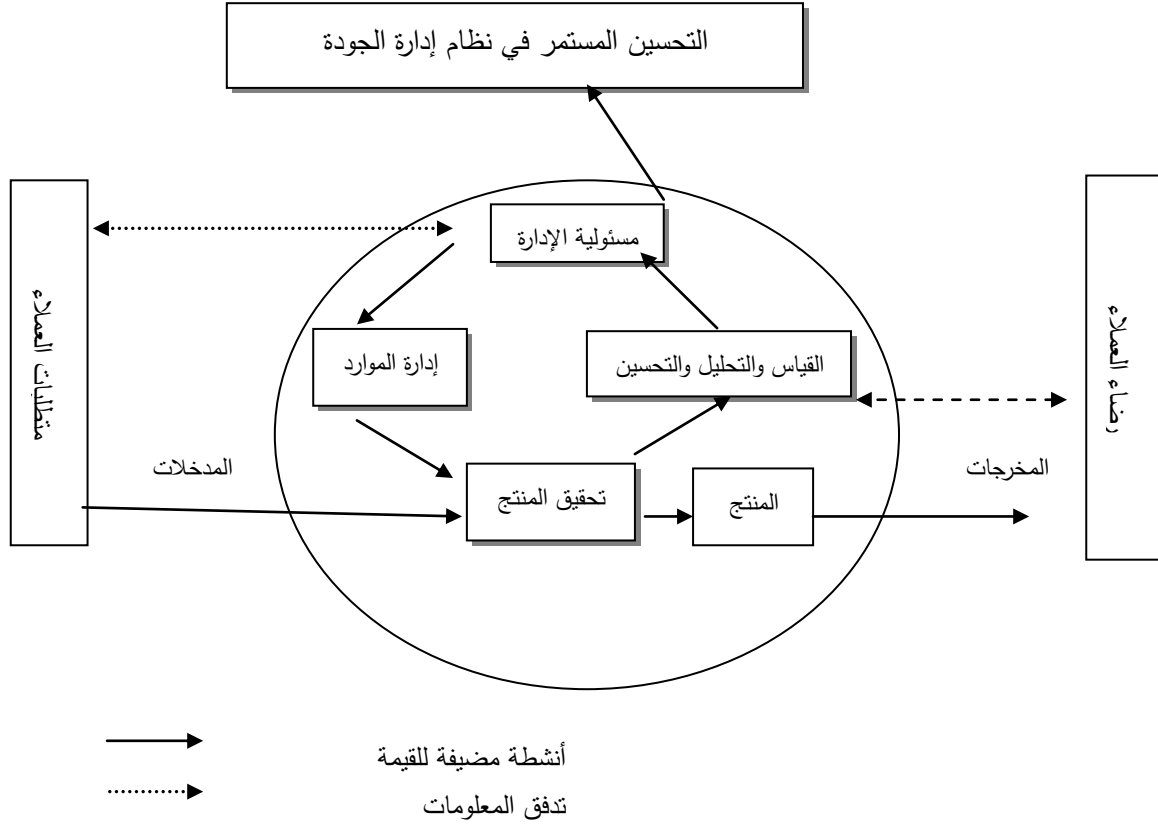 التحسين المستمر في نظام إدارة الجودة
مسئولية الإدارة
متطلبات العملاء
رضاء العملاء
إدارة الموارد
القياس والتحليل والتحسين
المدخلات
المخرجات
تحقيق المنتج
المنتج
أنشطة مضيفة للقيمة
تدفق المعلومات